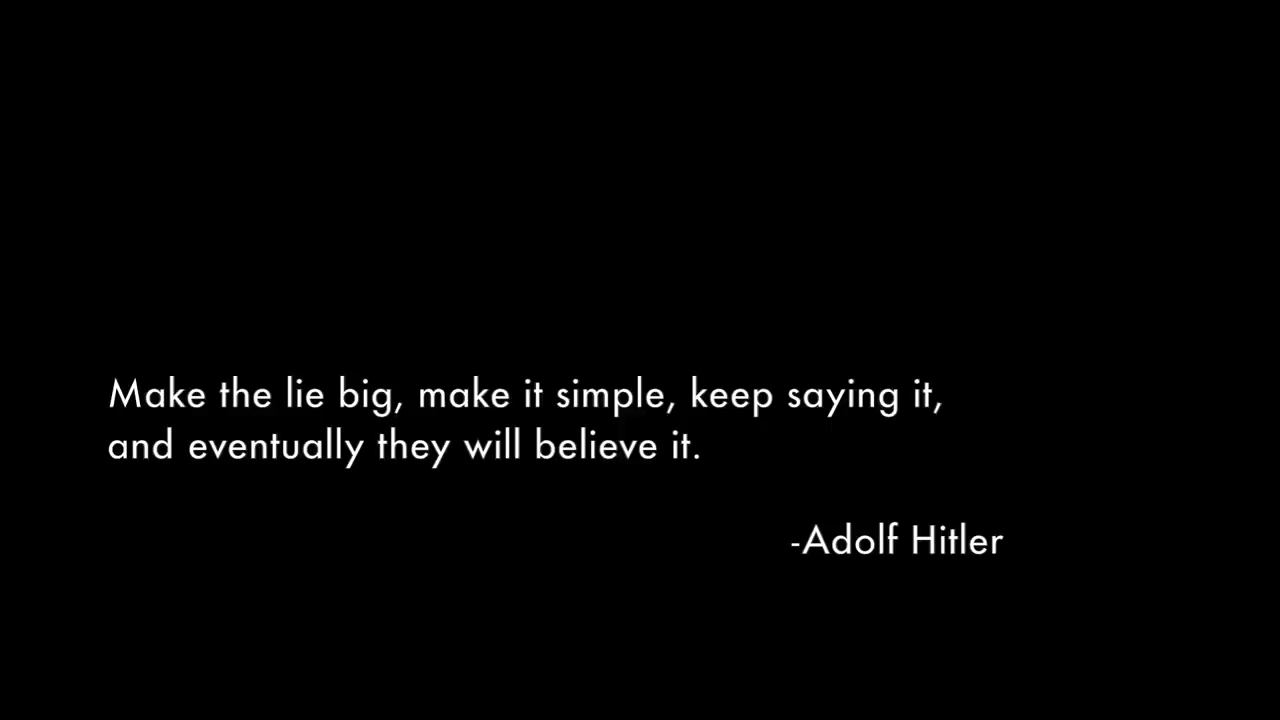 Make the lie big, make it simple, keep saying it,
and eventually they will believe it.
-Adolf Hitler